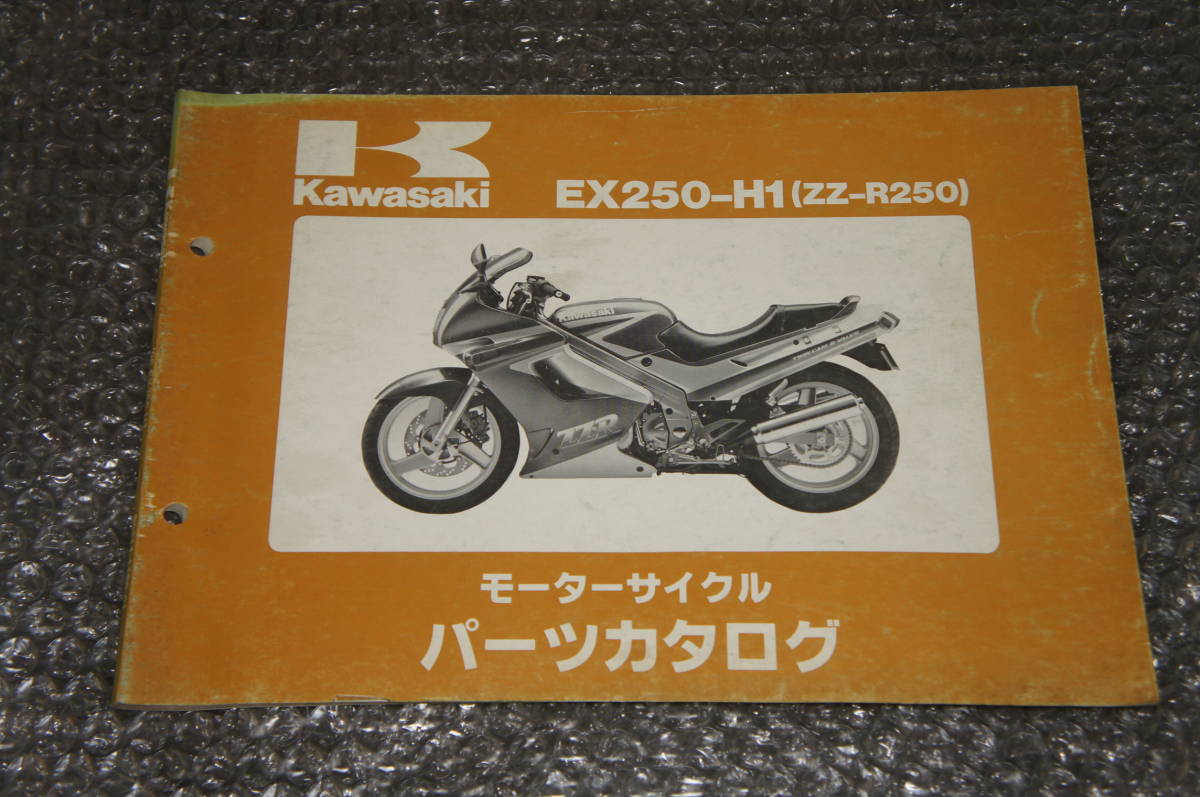 Kawasaki
EX250-H1 (ZZ-R250)
Kawasaki
ZZR
モーターサイクル
パーツカタログ